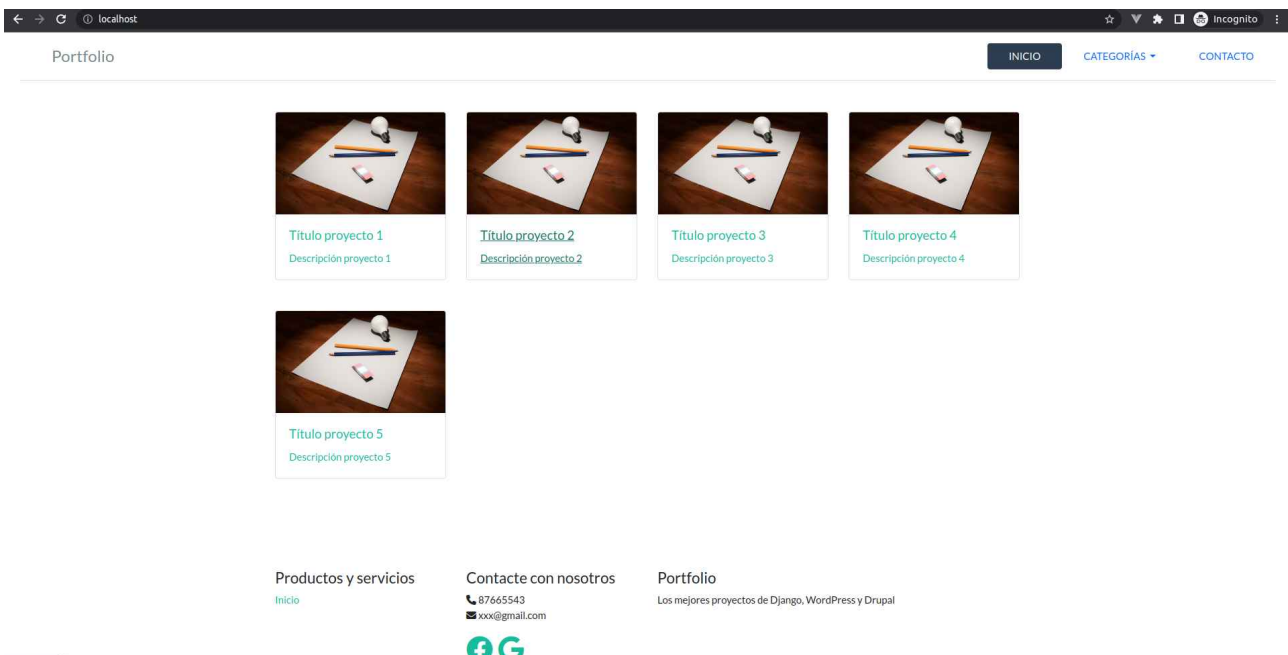 localhost
Incognito
Portfolio
INICIO
CATEGORÍAS
CONTACTO
Título proyecto 1
Descripción proyecto 1
Título proyecto 2
Descripción proyecto 2
Título proyecto 3
Descripción proyecto 3
Título proyecto 4
Descripción proyecto 4
Título proyecto 5
Descripción proyecto 5
Productos y servicios
Inicio
Contacte con nosotros
87665543
xxx@gmail.com
Portfolio
Los mejores proyectos de Django, WordPress y Drupal